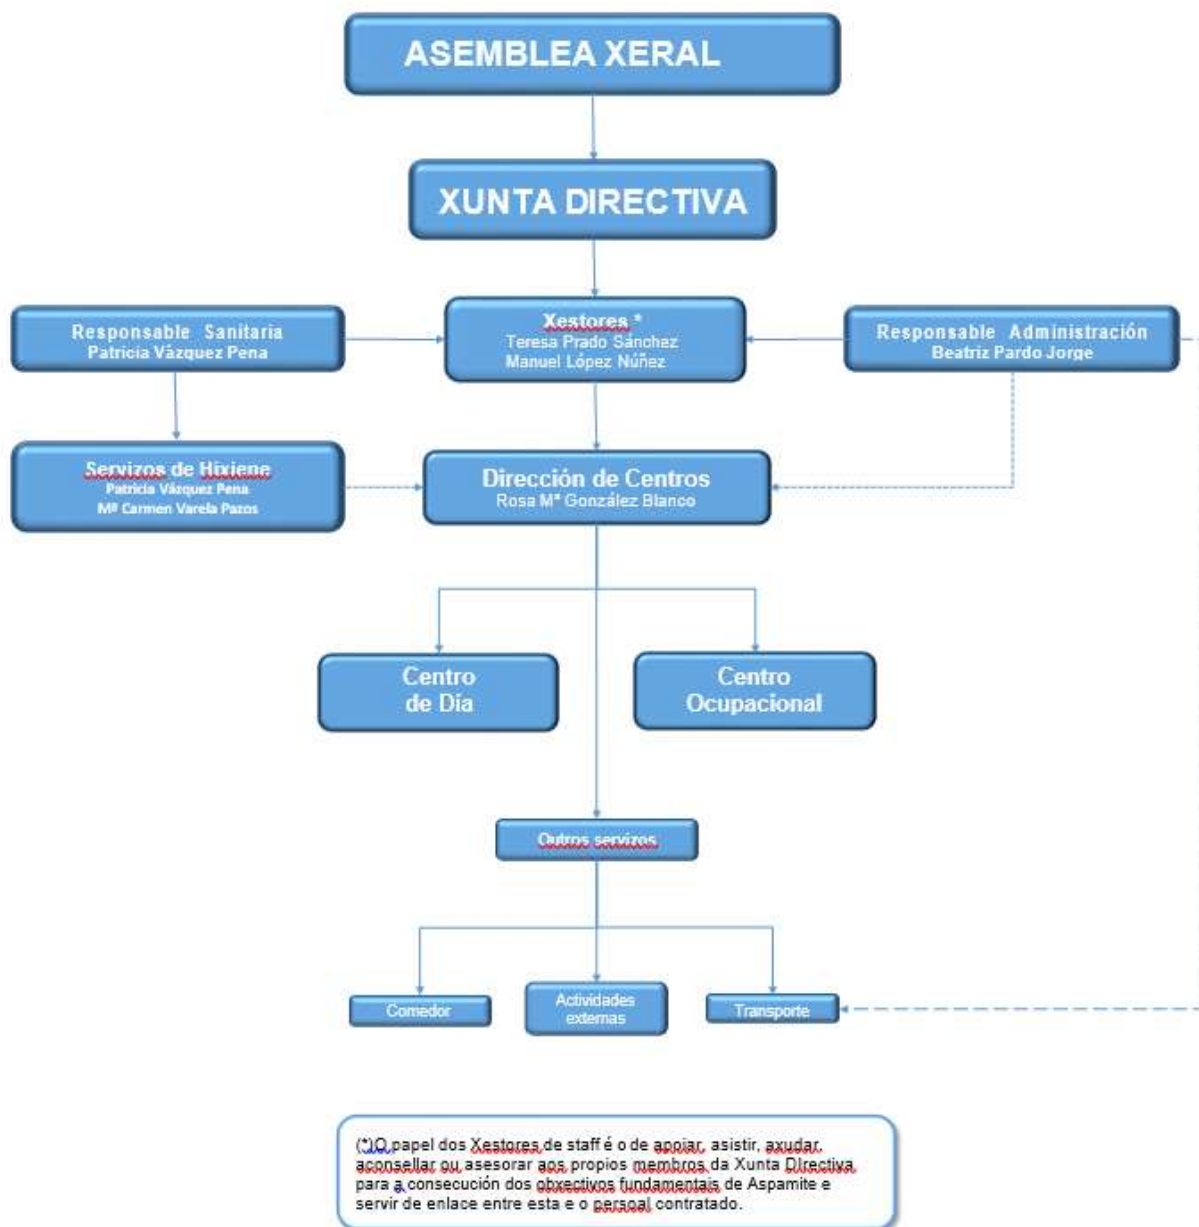 ASEMBLEA XERAL
XUNTA DIRECTIVA
Responsable Sanitaria
Patricia Vázquez Pena
Xestores *
Teresa Prado Sánchez
Manuel López Núñez
Responsable Administración
Beatriz Pardo Jorge
Servizos de Hixiene
Patricia Vázquez Pena
Mª Carmen Varela Pazos
Dirección de Centros
Rosa Mª González Blanco
Centro
de Día
Centro
Ocupacional
Outros servizos
Comedor
Actividades
externas
Transporte
(*)O papel dos Xestores de staff é o de apoiar, asistir, axudar,
aconsellar ou asesorar aos propios membros da Xunta DIrectiva
para a consecución dos obxectivos fundamentais de Aspamite e
servir de enlace entre esta e o persoal contratado.